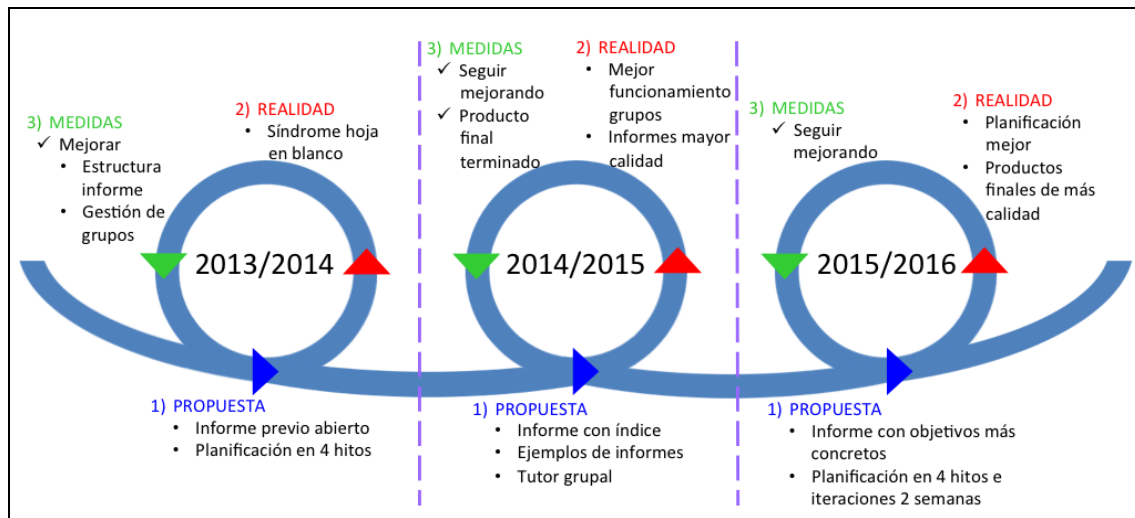 3) MEDIDAS
✓ Mejorar
• Estructura
informe
• Gestión de
grupos
2) REALIDAD
• Síndrome hoja
en blanco
2013/2014
1) PROPUESTA
• Informe previo abierto
• Planificación en 4 hitos
3) MEDIDAS
✓ Seguir
mejorando
✓ Producto
final
terminado
2) REALIDAD
• Mejor
funcionamiento
grupos
• Informes mayor
calidad
2014/2015
1) PROPUESTA
• Informe con índice
• Ejemplos de informes
• Tutor grupal
3) MEDIDAS
✓ Seguir
mejorando
2) REALIDAD
• Planificación
mejor
• Productos
finales de más
calidad
2015/2016
1) PROPUESTA
• Informe con objetivos más
concretos
• Planificación en 4 hitos e
iteraciones 2 semanas